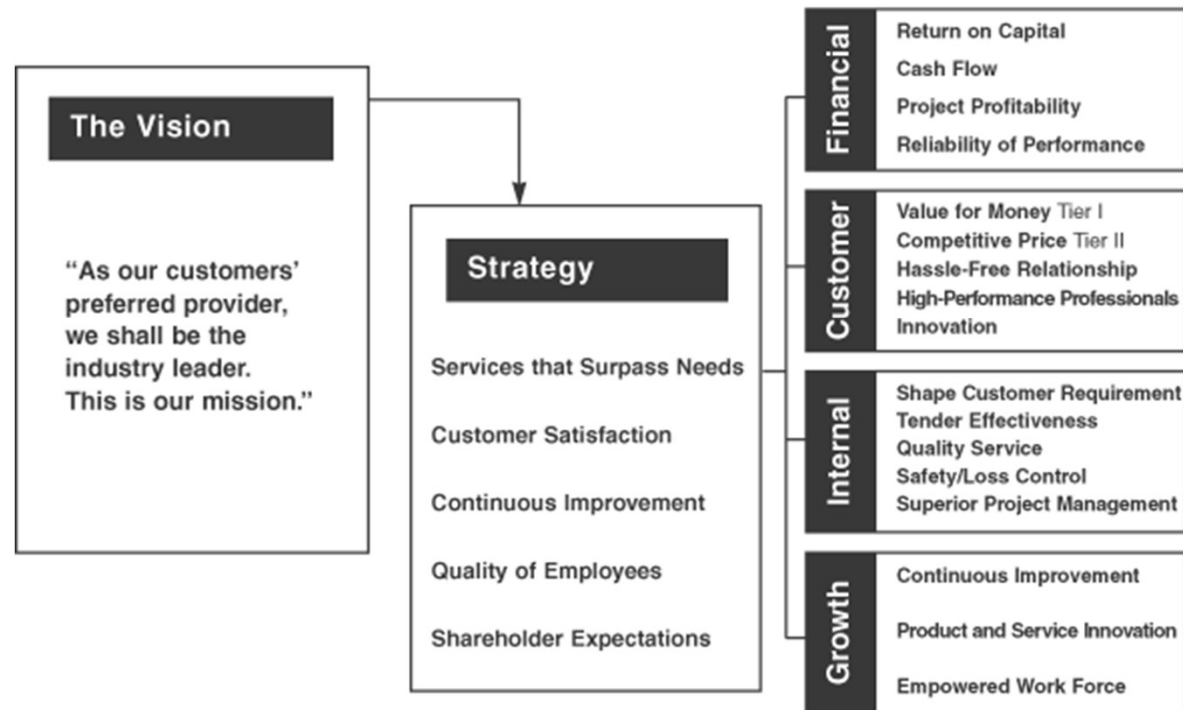 The Vision
“As our customers’
preferred provider,
we shall be the
industry leader.
This is our mission.”
Strategy
Services that Surpass Needs
Customer Satisfaction
Continuous Improvement
Quality of Employees
Shareholder Expectations
Financial
Return on Capital
Cash Flow
Project Profitability
Reliability of Performance
Customer
Value for Money Tier I
Competitive Price Tier II
Hassle-Free Relationship
High-Performance Professionals
Innovation
Internal
Shape Customer Requirement
Tender Effectiveness
Quality Service
Safety/Loss Control
Superior Project Management
Growth
Continuous Improvement
Product and Service Innovation
Empowered Work Force